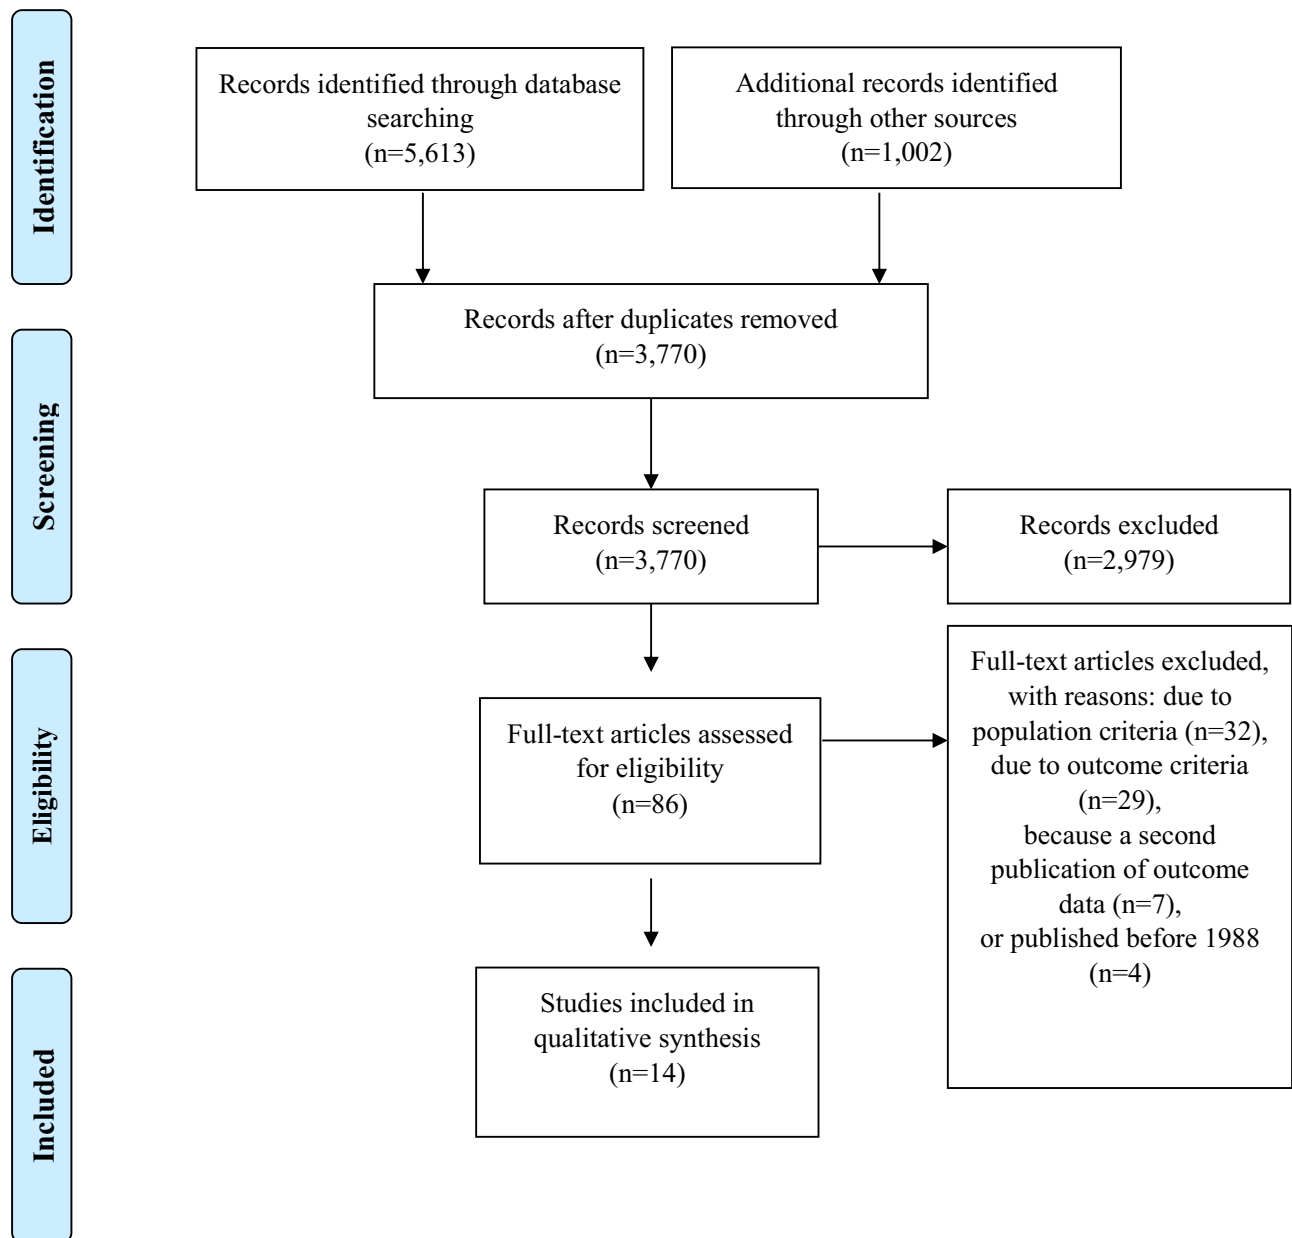 Identification
Records identified through database
searching
(n=5,613)
Additional records identified
through other sources
(n=1,002)
Records after duplicates removed
(n=3,770)
Screening
Records screened
(n=3,770)
Records excluded
(n=2,979)
Eligibility
Full-text articles assessed
for eligibility
(n=86)
Full-text articles excluded,
with reasons: due to
population criteria (n=32),
due to outcome criteria
(n=29),
because a second
publication of outcome
data (n=7),
or published before 1988
(n=4)
Included
Studies included in
qualitative synthesis
(n=14)